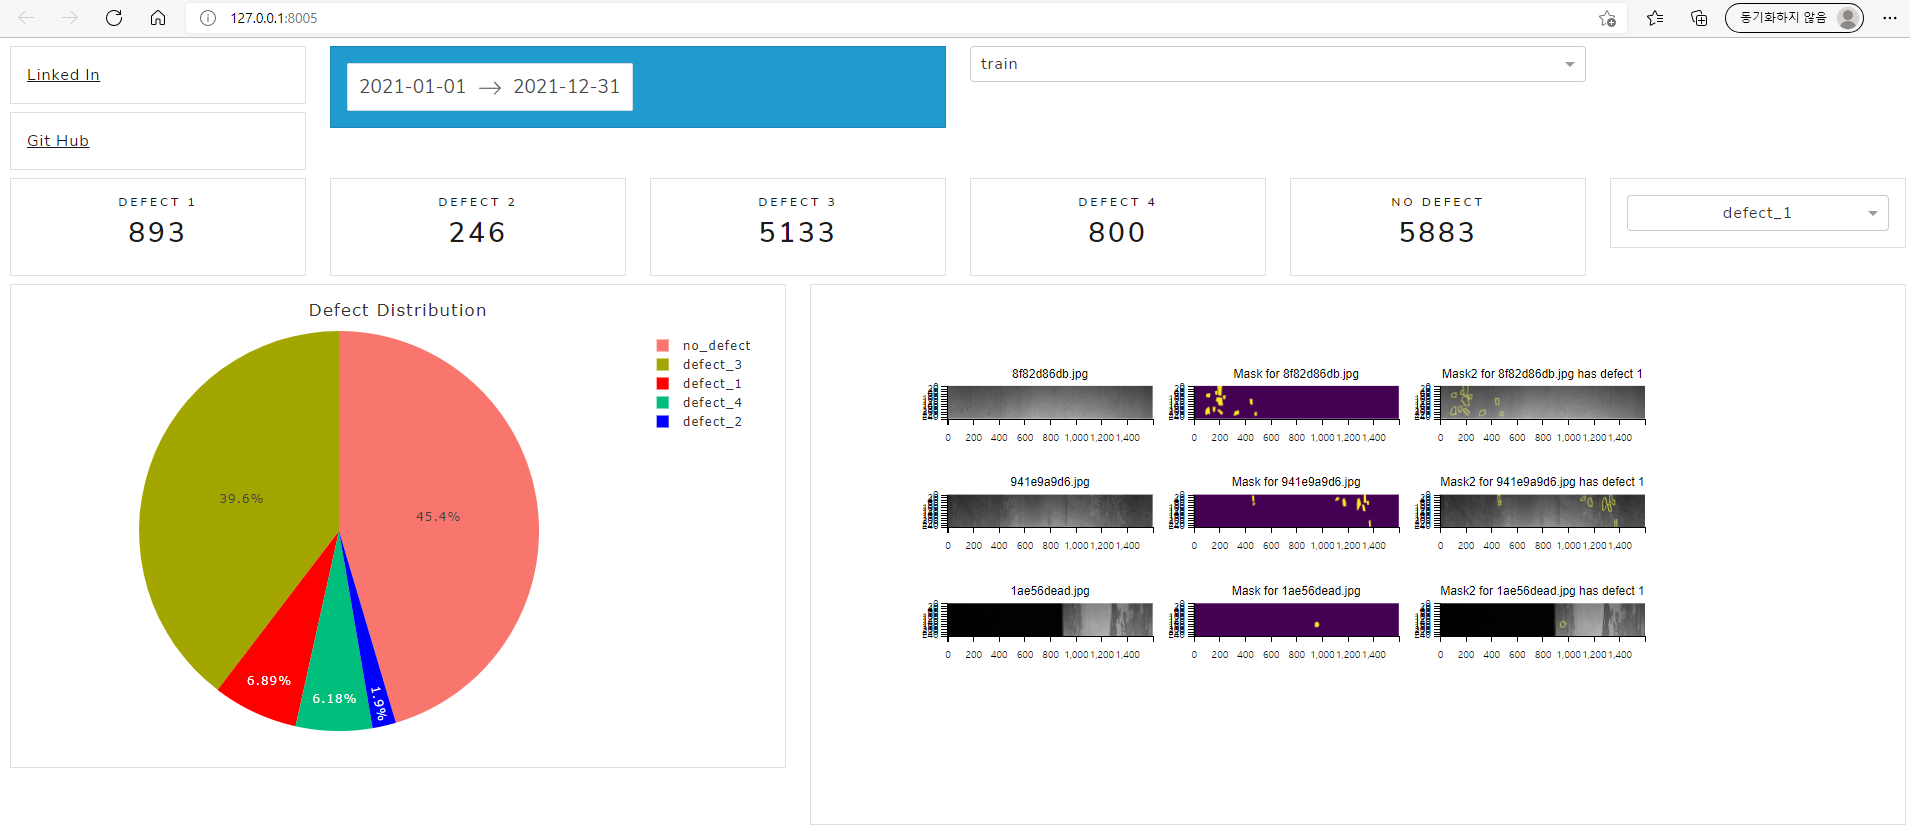 127.0.0.1:8005
동기화하지 않음
Linked In
2021-01-01 → 2021-12-31
train
Git Hub
DEFECT 1
893
DEFECT 2
246
DEFECT 3
5133
DEFECT 4
800
NO DEFECT
5883
defect_1
Defect Distribution
no_defect
defect_3
defect_1
defect_4
defect_2
39.6%
45.4%
6.89%
6.18%
1.9%
8f82d86db.jpg
Mask for 8f82d86db.jpg
Mask2 for 8f82d86db.jpg has defect 1
0 200 400 600 800 1,000 1,200 1,400
0 200 400 600 800 1,000 1,200 1,400
0 200 400 600 800 1,000 1,200 1,400
941e9a9d6.jpg
Mask for 941e9a9d6.jpg
Mask2 for 941e9a9d6.jpg has defect 1
0 200 400 600 800 1,000 1,200 1,400
0 200 400 600 800 1,000 1,200 1,400
0 200 400 600 800 1,000 1,200 1,400
1ae56dead.jpg
Mask for 1ae56dead.jpg
Mask2 for 1ae56dead.jpg has defect 1
0 200 400 600 800 1,000 1,200 1,400
0 200 400 600 800 1,000 1,200 1,400
0 200 400 600 800 1,000 1,200 1,400